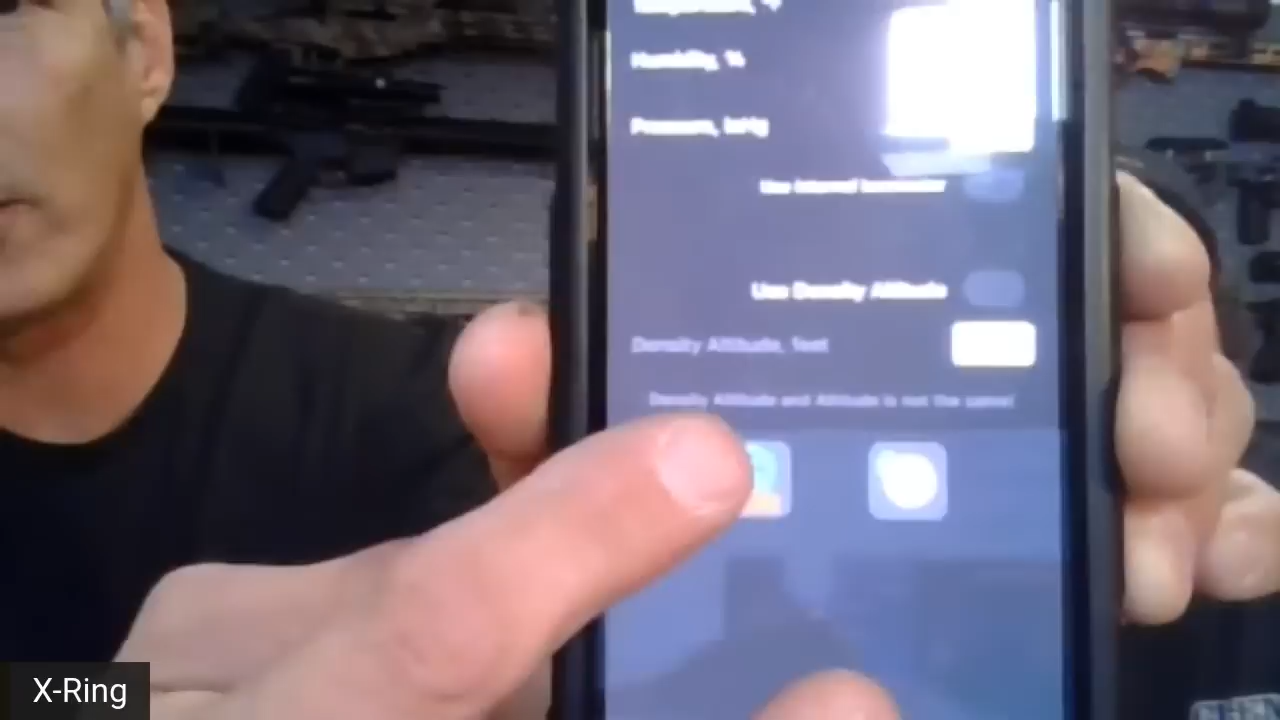 Temperature, °F
Humidity, %
Pressure, InHg
Use internal barometer
Use Density Altitude
Density Altitude, feet
Density Altitude and Altitude is not the same!
X-Ring